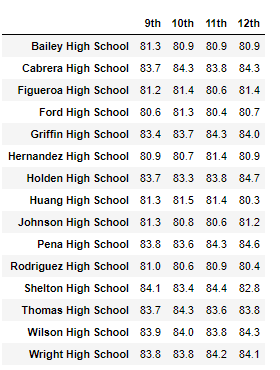 9th 10th 11th 12th
Bailey High School 81.3 80.9 80.9 80.9
Cabrera High School 83.7 84.3 83.8 84.3
Figueroa High School 81.2 81.4 80.6 81.4
Ford High School 80.6 81.3 80.4 80.7
Griffin High School 83.4 83.7 84.3 84.0
Hernandez High School 80.9 80.7 81.4 80.9
Holden High School 83.7 83.3 83.8 84.7
Huang High School 81.3 81.5 81.4 80.3
Johnson High School 81.3 80.8 80.6 81.2
Pena High School 83.8 83.6 84.3 84.6
Rodriguez High School 81.0 80.6 80.9 80.4
Shelton High School 84.1 83.4 84.4 82.8
Thomas High School 83.7 84.3 83.6 83.8
Wilson High School 83.9 84.0 83.8 84.3
Wright High School 83.8 83.8 84.2 84.1